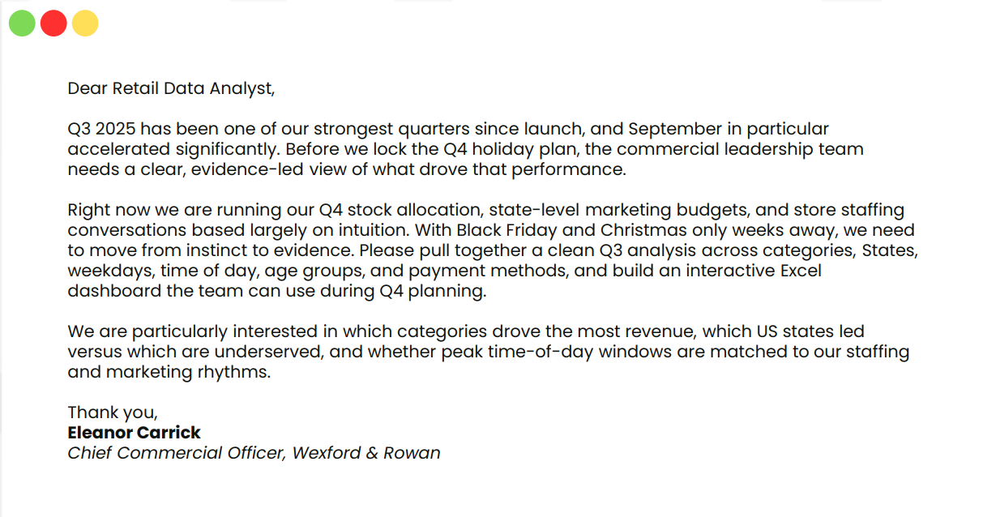 Dear Retail Data Analyst,
Q3 2025 has been one of our strongest quarters since launch, and September in particular
accelerated significantly. Before we lock the Q4 holiday plan, the commercial leadership team
needs a clear, evidence-led view of what drove that performance.
Right now we are running our Q4 stock allocation, state-level marketing budgets, and store staffing
conversations based largely on intuition. With Black Friday and Christmas only weeks away, we need
to move from instinct to evidence. Please pull together a clean Q3 analysis across categories, States,
weekdays, time of day, age groups, and payment methods, and build an interactive Excel
dashboard the team can use during Q4 planning.
We are particularly interested in which categories drove the most revenue, which US states led
versus which are underserved, and whether peak time-of-day windows are matched to our staffing
and marketing rhythms.
Thank you,
Eleanor Carrick
Chief Commercial Officer, Wexford & Rowan